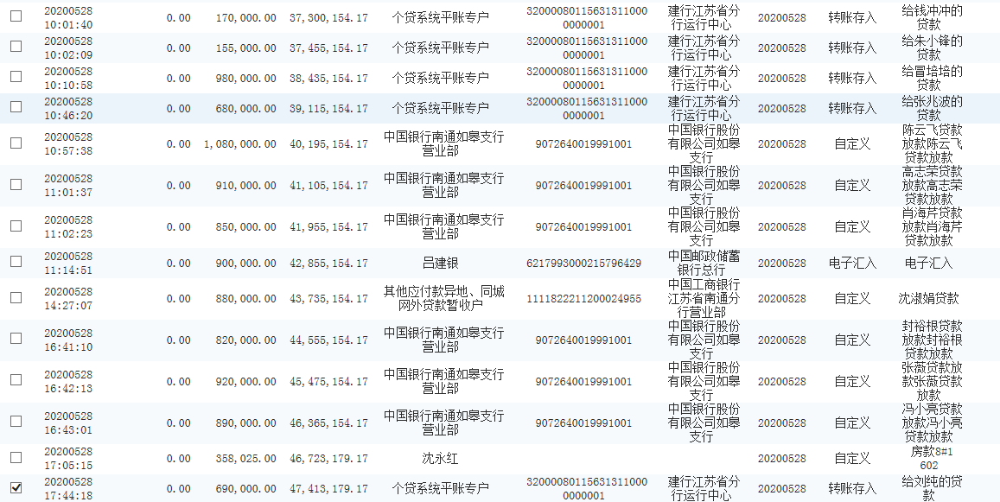 20200528 10:01:40 0.00 170,000.00 37,300,154.17 个贷系统平账专户 32000080115631311000 0000001 建行江苏省分 行运行中心 20200528 转账存入 给钱冲冲的 贷款
20200528 10:02:09 0.00 155,000.00 37,455,154.17 个贷系统平账专户 32000080115631311000 0000001 建行江苏省分 行运行中心 20200528 转账存入 给朱小锋的 贷款
20200528 10:10:58 0.00 980,000.00 38,435,154.17 个贷系统平账专户 32000080115631311000 0000001 建行江苏省分 行运行中心 20200528 转账存入 给冒培培的 贷款
20200528 10:46:20 0.00 680,000.00 39,115,154.17 个贷系统平账专户 32000080115631311000 0000001 建行江苏省分 行运行中心 20200528 转账存入 给张兆波的 贷款
20200528 10:57:38 0.00 1,080,000.00 40,195,154.17 中国银行南通如皋支行 营业部 9072640019991001 中国银行股份 有限公司如皋 支行 20200528 自定义 陈云飞贷款 放款陈云飞 贷款放款
20200528 11:01:37 0.00 910,000.00 41,105,154.17 中国银行南通如皋支行 营业部 9072640019991001 中国银行股份 有限公司如皋 支行 20200528 自定义 高志荣贷款 放款高志荣 贷款放款
20200528 11:02:23 0.00 850,000.00 41,955,154.17 中国银行南通如皋支行 营业部 9072640019991001 中国银行股份 有限公司如皋 支行 20200528 自定义 肖海芹贷款 放款肖海芹 贷款放款
20200528 11:14:51 0.00 900,000.00 42,855,154.17 吕建银 6217993000215796429 中国邮政储蓄 银行总行 20200528 电子汇入 电子汇入
20200528 14:27:07 0.00 880,000.00 43,735,154.17 其他应付款异地、同城 网外贷款暂收户 1111822211200024955 中国工商银行 江苏省南通分 行营业部 20200528 自定义 沈淑娟贷款
20200528 16:41:10 0.00 820,000.00 44,555,154.17 中国银行南通如皋支行 营业部 9072640019991001 中国银行股份 有限公司如皋 支行 20200528 自定义 封裕根贷款 放款封裕根 贷款放款
20200528 16:42:13 0.00 920,000.00 45,475,154.17 中国银行南通如皋支行 营业部 9072640019991001 中国银行股份 有限公司如皋 支行 20200528 自定义 张薇贷款放 款张薇贷款 放款
20200528 16:43:01 0.00 890,000.00 46,365,154.17 中国银行南通如皋支行 营业部 9072640019991001 中国银行股份 有限公司如皋 支行 20200528 自定义 冯小亮贷款 放款冯小亮 贷款放款
20200528 17:05:15 0.00 358,025.00 46,723,179.17 沈永红 20200528 自定义 房款8#1 602
20200528 17:44:18 0.00 690,000.00 47,413,179.17 个贷系统平账专户 32000080115631311000 0000001 建行江苏省分 行运行中心 20200528 转账存入 给刘纯的贷 款